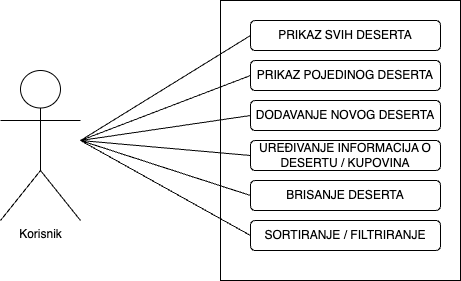 PRIKAZ SVIH DESERTA
PRIKAZ POJEDINOG DESERTA
DODAVANJE NOVOG DESERTA
UREĐIVANJE INFORMACIJA O
DESERTU / KUPOVINA
BRISANJE DESERTA
SORTIRANJE / FILTRIRANJE
Korisnik